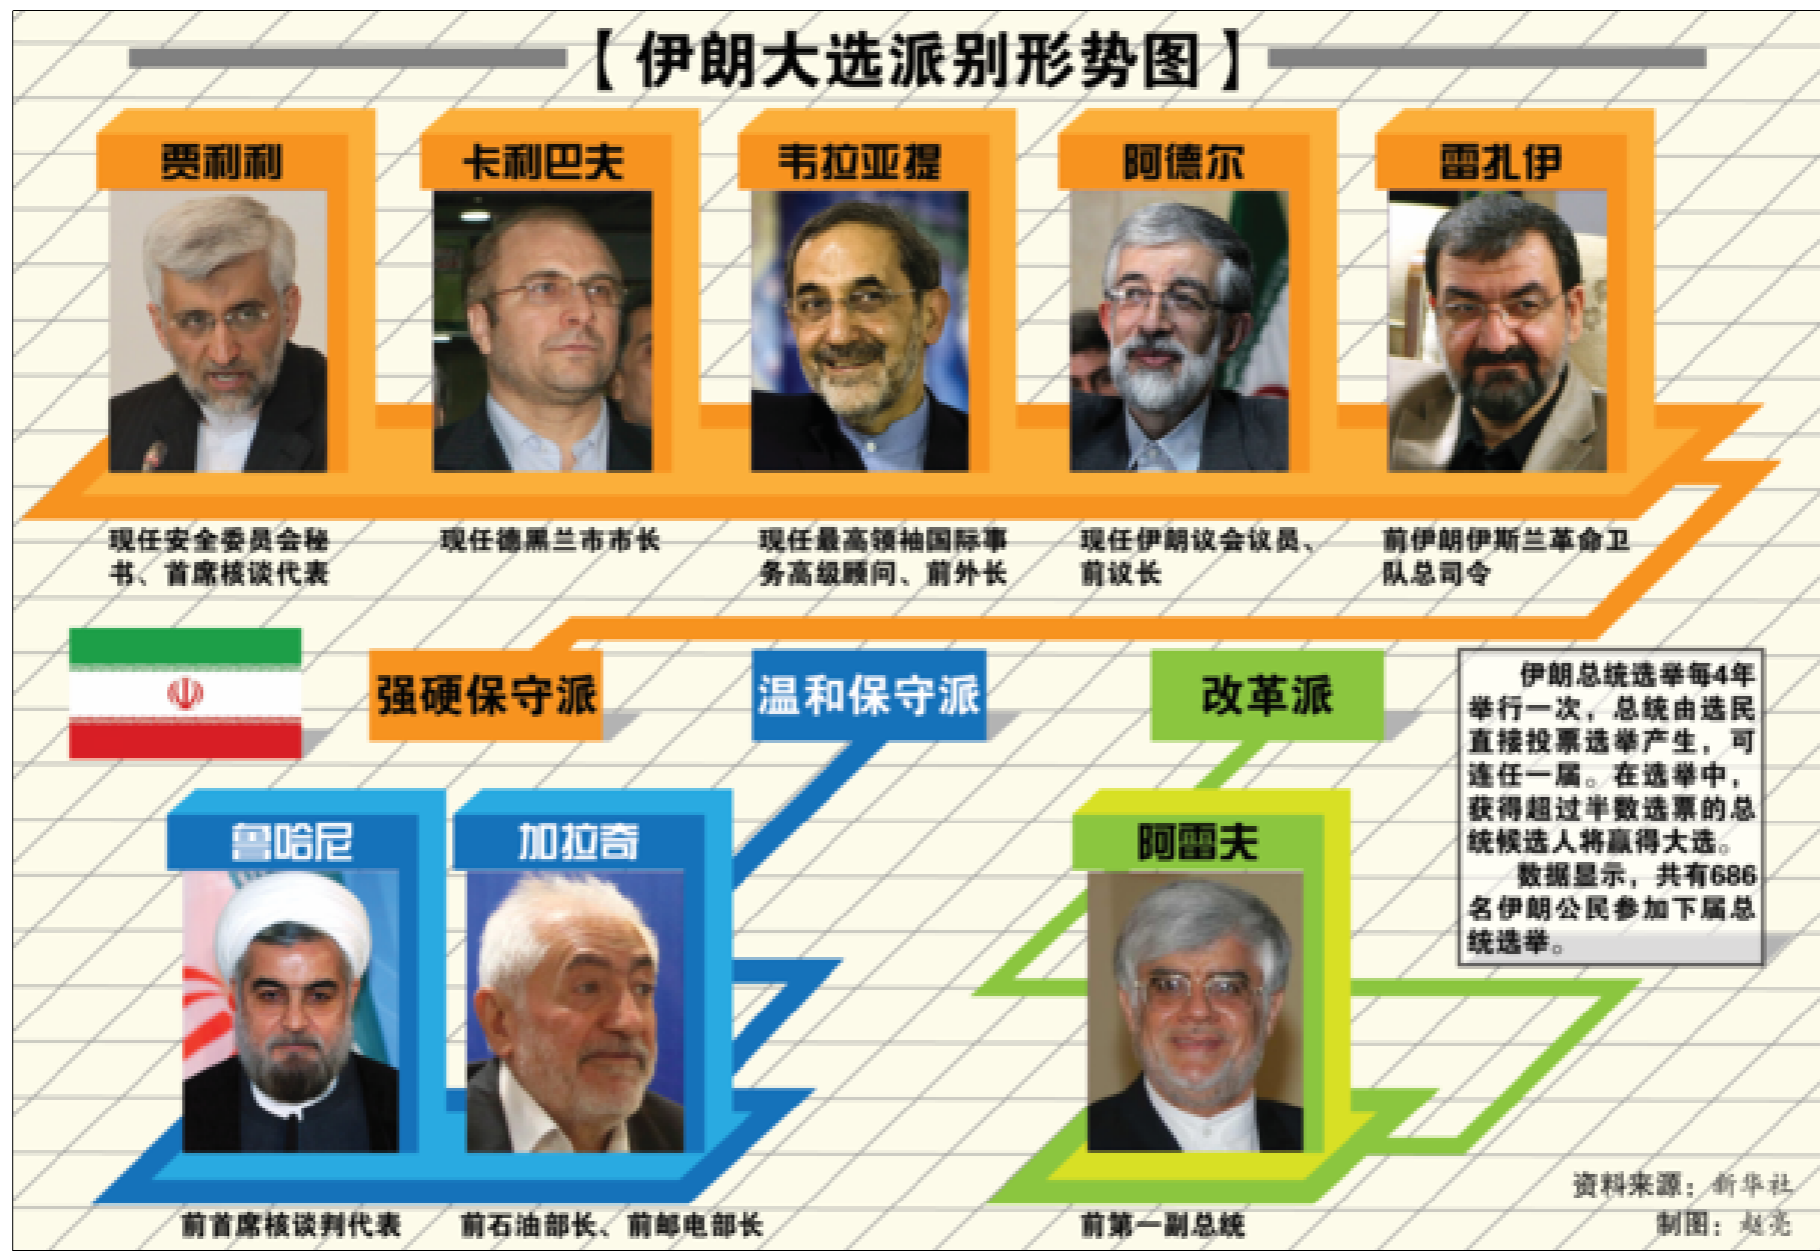 【伊朗大选派别形势图】
贾利利
卡利巴夫
韦拉亚提
阿德尔
雷扎伊
现任安全委员会秘
书、首席核谈代表
现任德黑兰市市长
现任最高领袖国际事
务高级顾问、前外长
现任伊朗议会议员、
前议长
前伊朗伊斯兰革命卫
队总司令
强硬保守派
温和保守派
改革派
伊朗总统选举每4年
举行一次，总统由选民
直接投票选举产生，可
连任一届。在选举中，
获得超过半数选票的总
统候选人将赢得大选。
数据显示，共有686
名伊朗公民参加下届总
统选举。
鲁哈尼
加拉奇
阿雷夫
前首席核谈判代表
前石油部长、前邮电部长
前第一副总统
资料来源：新华社
制图：赵亮